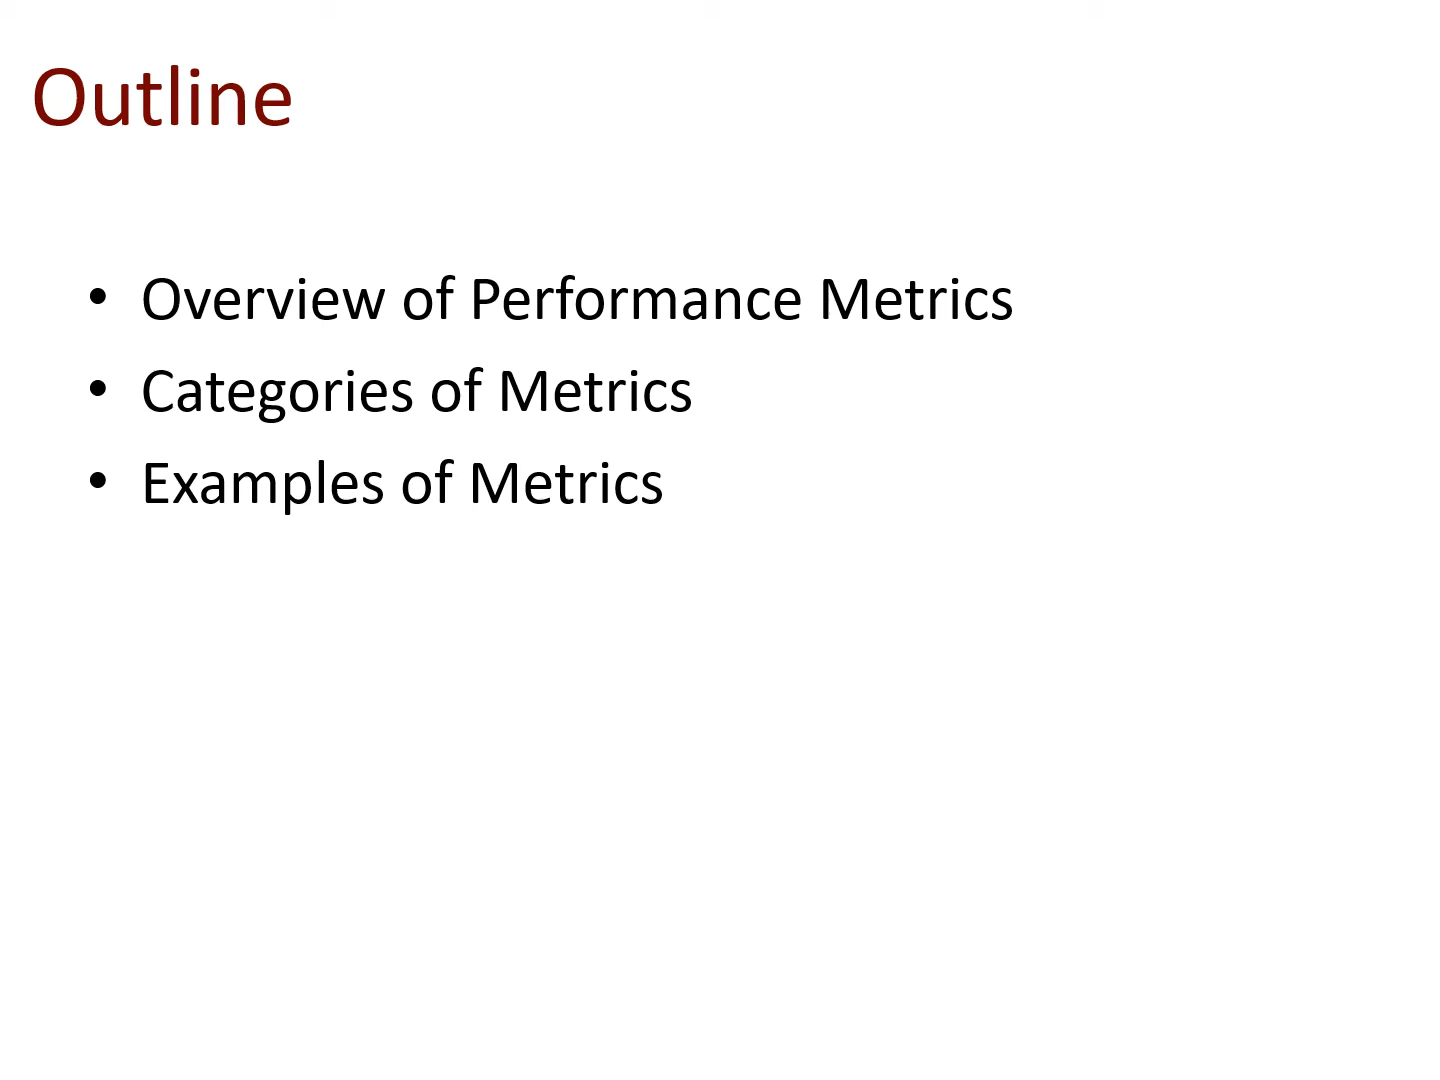 Outline
• Overview of Performance Metrics
• Categories of Metrics
• Examples of Metrics